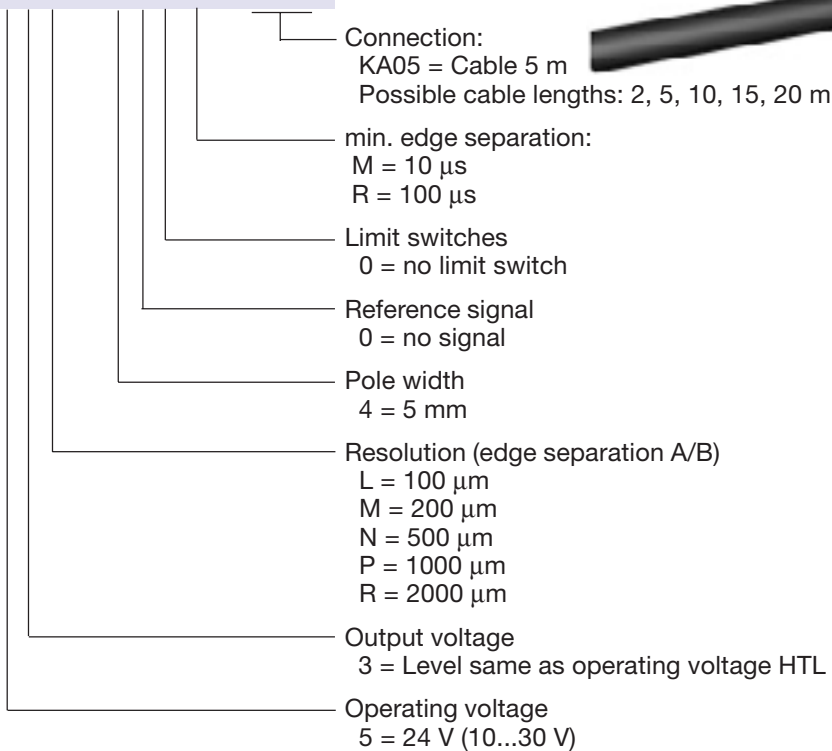 Connection:
KA05 = Cable 5 m
Possible cable lengths: 2, 5, 10, 15, 20 m
min. edge separation:
M = 10 μs
R = 100 μs
Limit switches
0 = no limit switch
Reference signal
0 = no signal
Pole width
4 = 5 mm
Resolution (edge separation A/B)
L = 100 μm
M = 200 μm
N = 500 μm
P = 1000 μm
R = 2000 μm
Output voltage
3 = Level same as operating voltage HTL
Operating voltage
5 = 24 V (10...30 V)